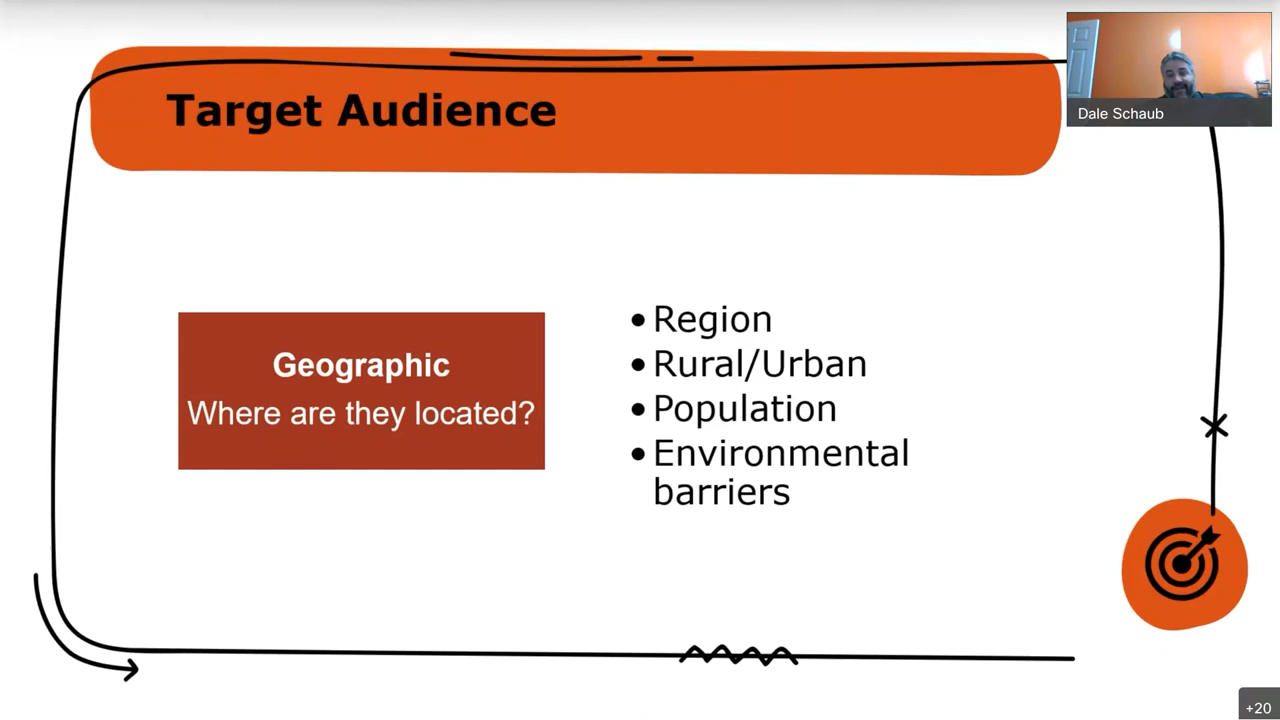 Target Audience
Dale Schaub
Geographic
Where are they located?
•Region
•Rural/Urban
•Population
•Environmental
barriers
+20